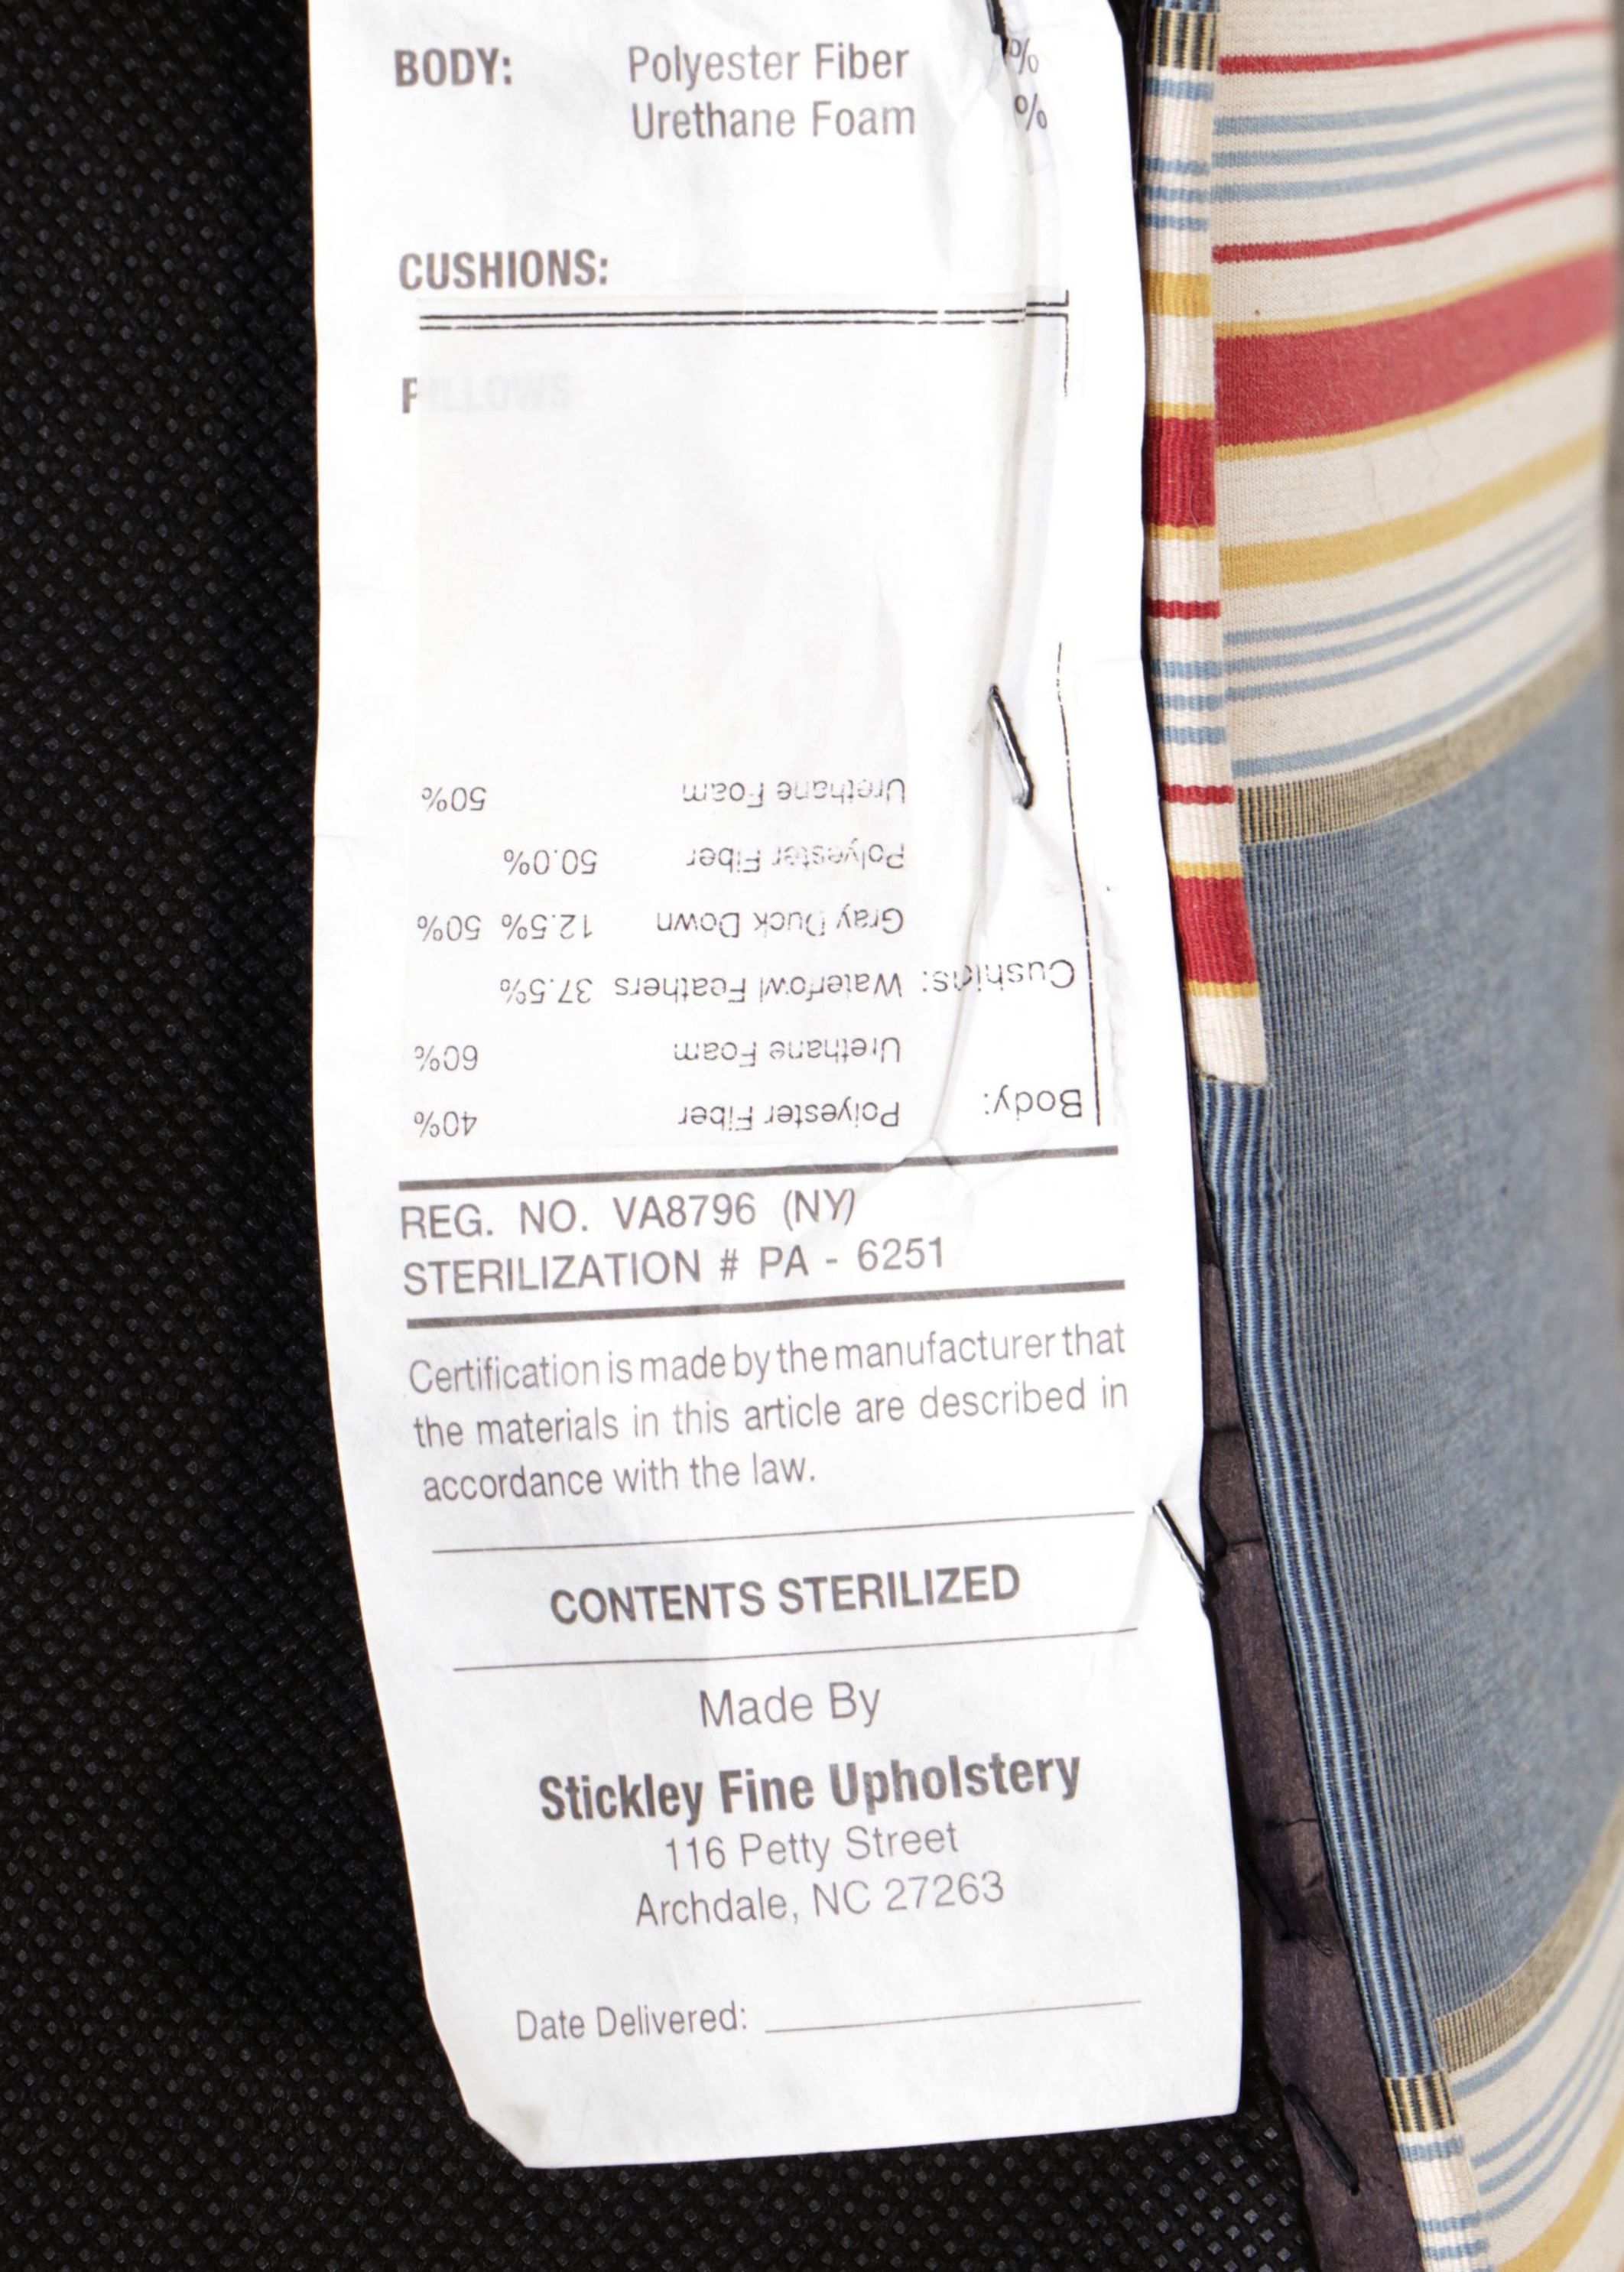 BODY: Polyester Fiber %
Urethane Foam %
CUSHIONS:
PILLOWS
Body: Polyester Fiber 40%
Urethane Foam 60%
Cushions: Waterfowl Feathers 37.5%
Gray Duck Down 12.5% 50%
Polyester Fiber 50.0%
Urethane Foam 50%
REG. NO. VA8796 (NY)
STERILIZATION # PA - 6251
Certification is made by the manufacturer that
the materials in this article are described in
accordance with the law.
CONTENTS STERILIZED
Made By
Stickley Fine Upholstery
116 Petty Street
Archdale, NC 27263
Date Delivered: